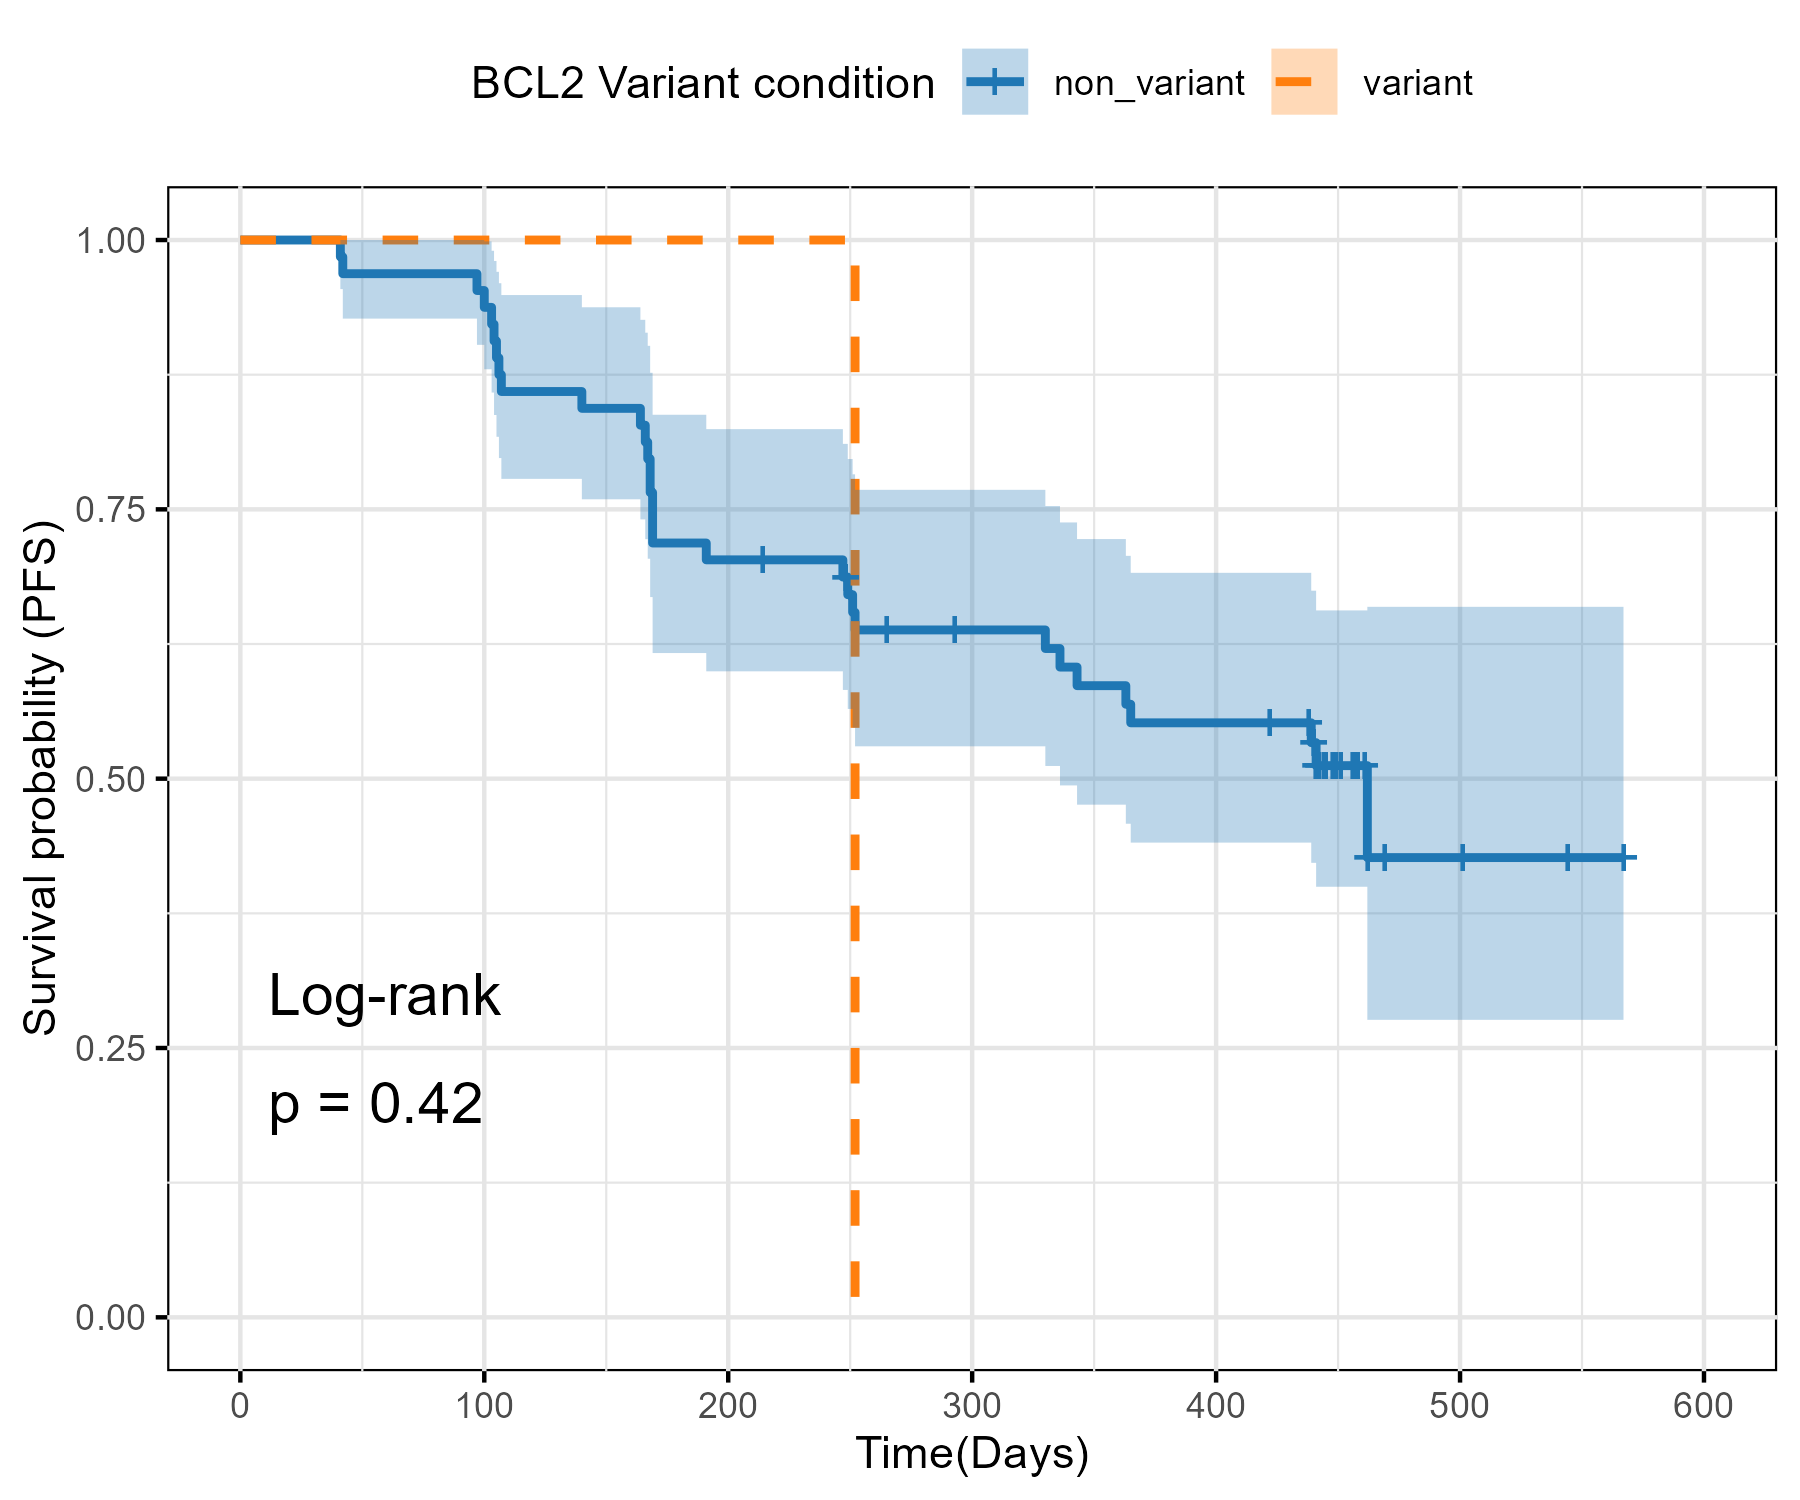 BCL2 Variant condition non_variant variant
Survival probability (PFS)
1.00
0.75
0.50
0.25
0.00
Log-rank
p = 0.42
0 100 200 300 400 500 600
Time(Days)